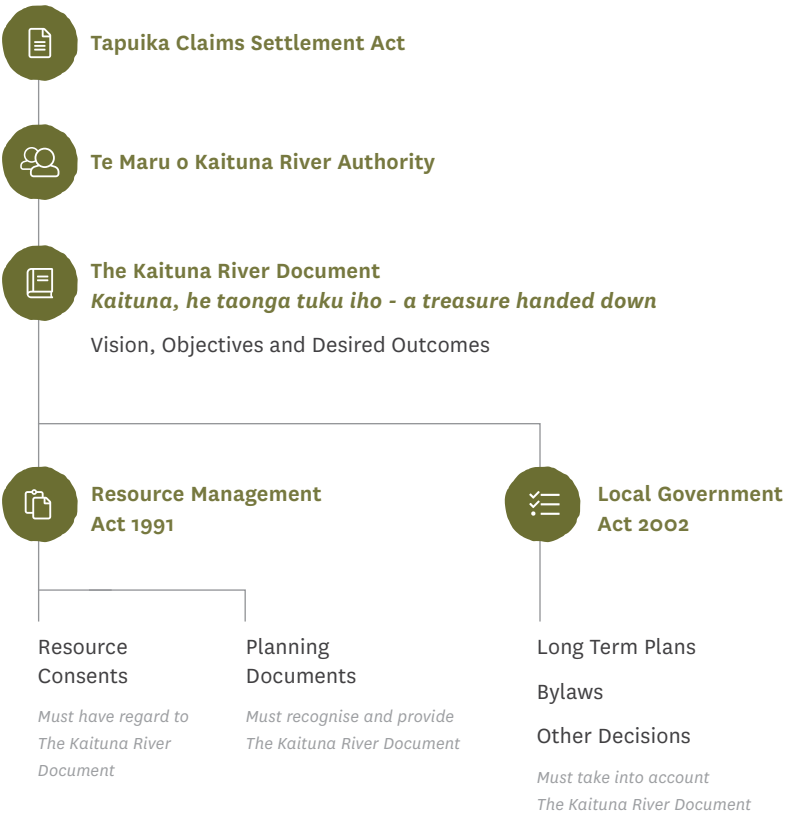 Tapuika Claims Settlement Act
Te Maru o Kaituna River Authority
The Kaituna River Document
Kaituna, he taonga tuku iho - a treasure handed down
Vision, Objectives and Desired Outcomes
Resource Management
Act 1991
Local Government
Act 2002
Resource
Consents
Must have regard to
The Kaituna River
Document
Planning
Documents
Must recognise and provide
The Kaituna River Document
Long Term Plans
Bylaws
Other Decisions
Must take into account
The Kaituna River Document